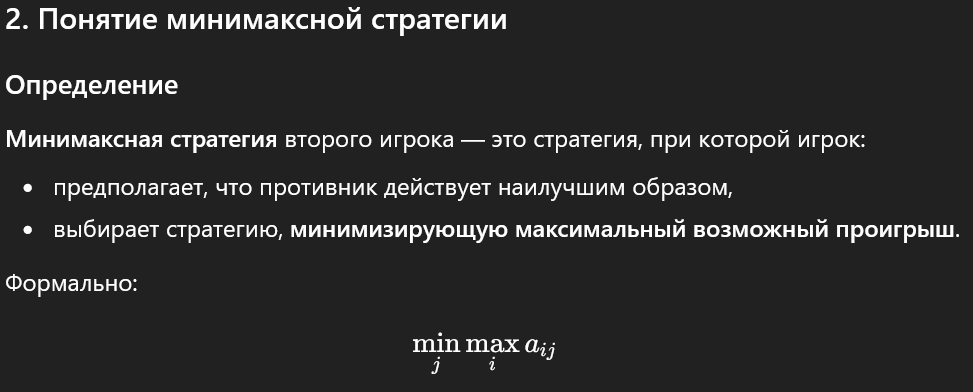 2. Понятие минимаксной стратегии
Определение
Минимаксная стратегия второго игрока — это стратегия, при которой игрок:
• предполагает, что противник действует наилучшим образом,
• выбирает стратегию, минимизирующую максимальный возможный проигрыш.
Формально:
min_j max_i a_{ij}